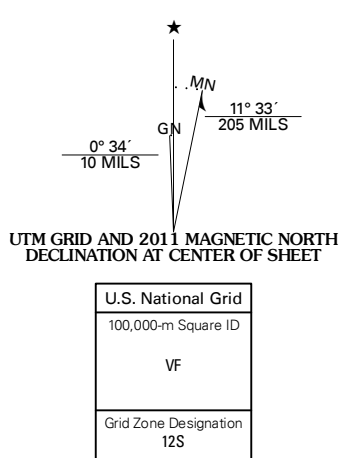 ★
MN
11° 33´
205 MILS
GN
0° 34´
10 MILS
UTM GRID AND 2011 MAGNETIC NORTH
DECLINATION AT CENTER OF SHEET
U.S. National Grid
100,000-m Square ID
VF
Grid Zone Designation
12S